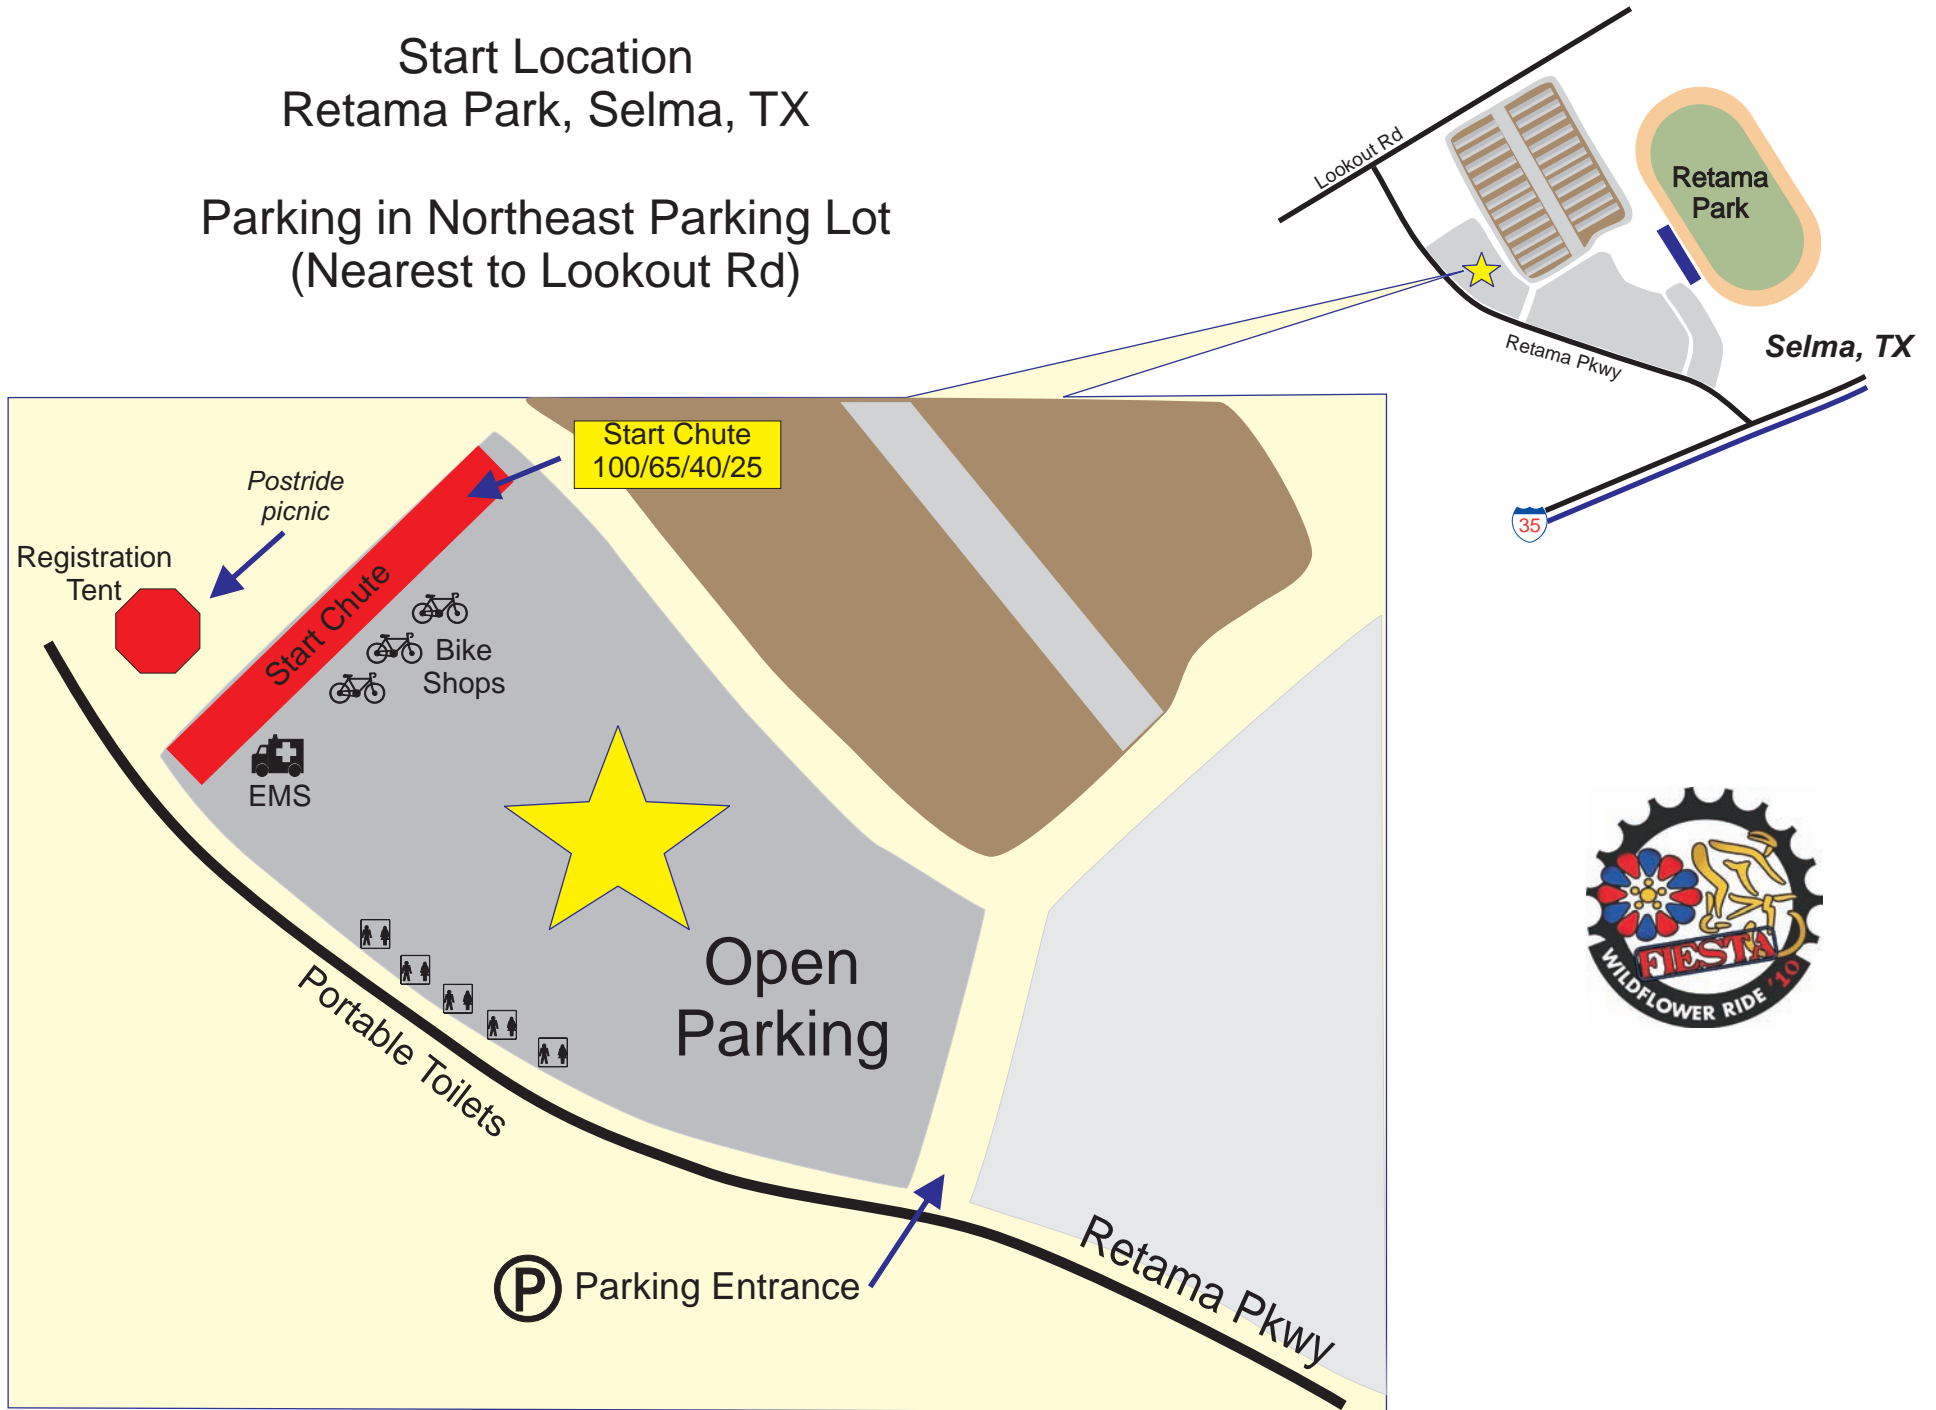 Start Location
Retama Park, Selma, TX
Parking in Northeast Parking Lot
(Nearest to Lookout Rd)
Lookout Rd
Retama
Park
Retama Pkwy
Selma, TX
35
Start Chute
100/65/40/25
Postride
picnic
Registration
Tent
Start Chute
Bike
Shops
EMS
Open
Parking
Portable Toilets
P
Parking Entrance
Retama Pkwy
FIESTA
WILDFLOWER RIDE '10